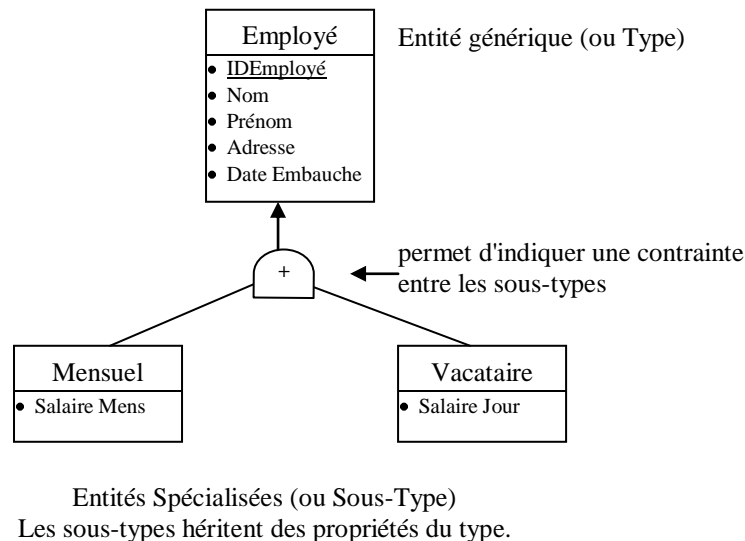 Employé
Entité générique (ou Type)
• IDEmployé
• Nom
• Prénom
• Adresse
• Date Embauche
+
permet d'indiquer une contrainte
entre les sous-types
Mensuel
• Salaire Mens
Vacataire
• Salaire Jour
Entités Spécialisées (ou Sous-Type)
Les sous-types héritent des propriétés du type.